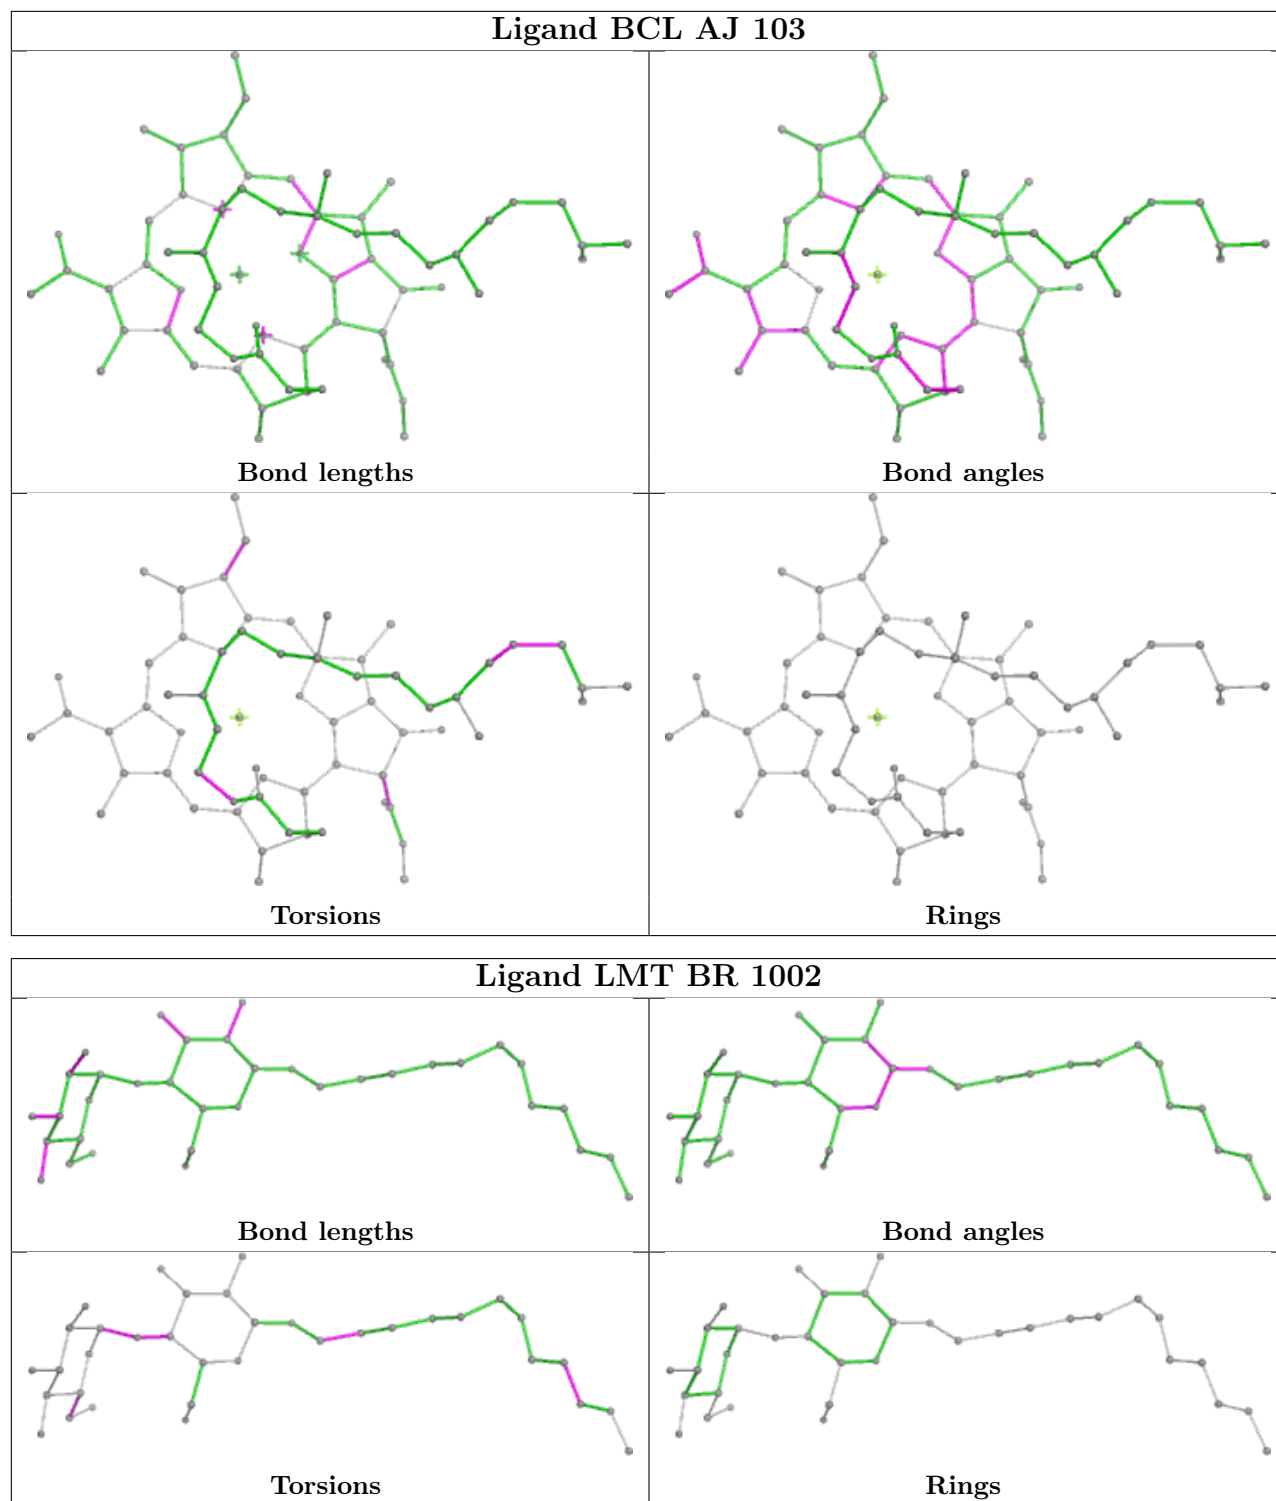 Ligand BCL AJ 103
Bond lengths
Bond angles
Torsions
Rings
Ligand LMT BR 1002
Bond lengths
Bond angles
Torsions
Rings